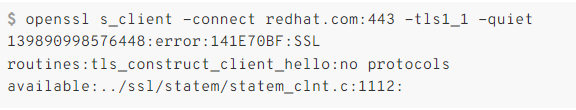 $ openssl s_client -connect redhat.com:443 -tls1_1 -quiet
139890998576448:error:141E70BF:SSL
routines:tls_construct_client_hello:no protocols
available:../ssl/statem/statem_clnt.c:1112: